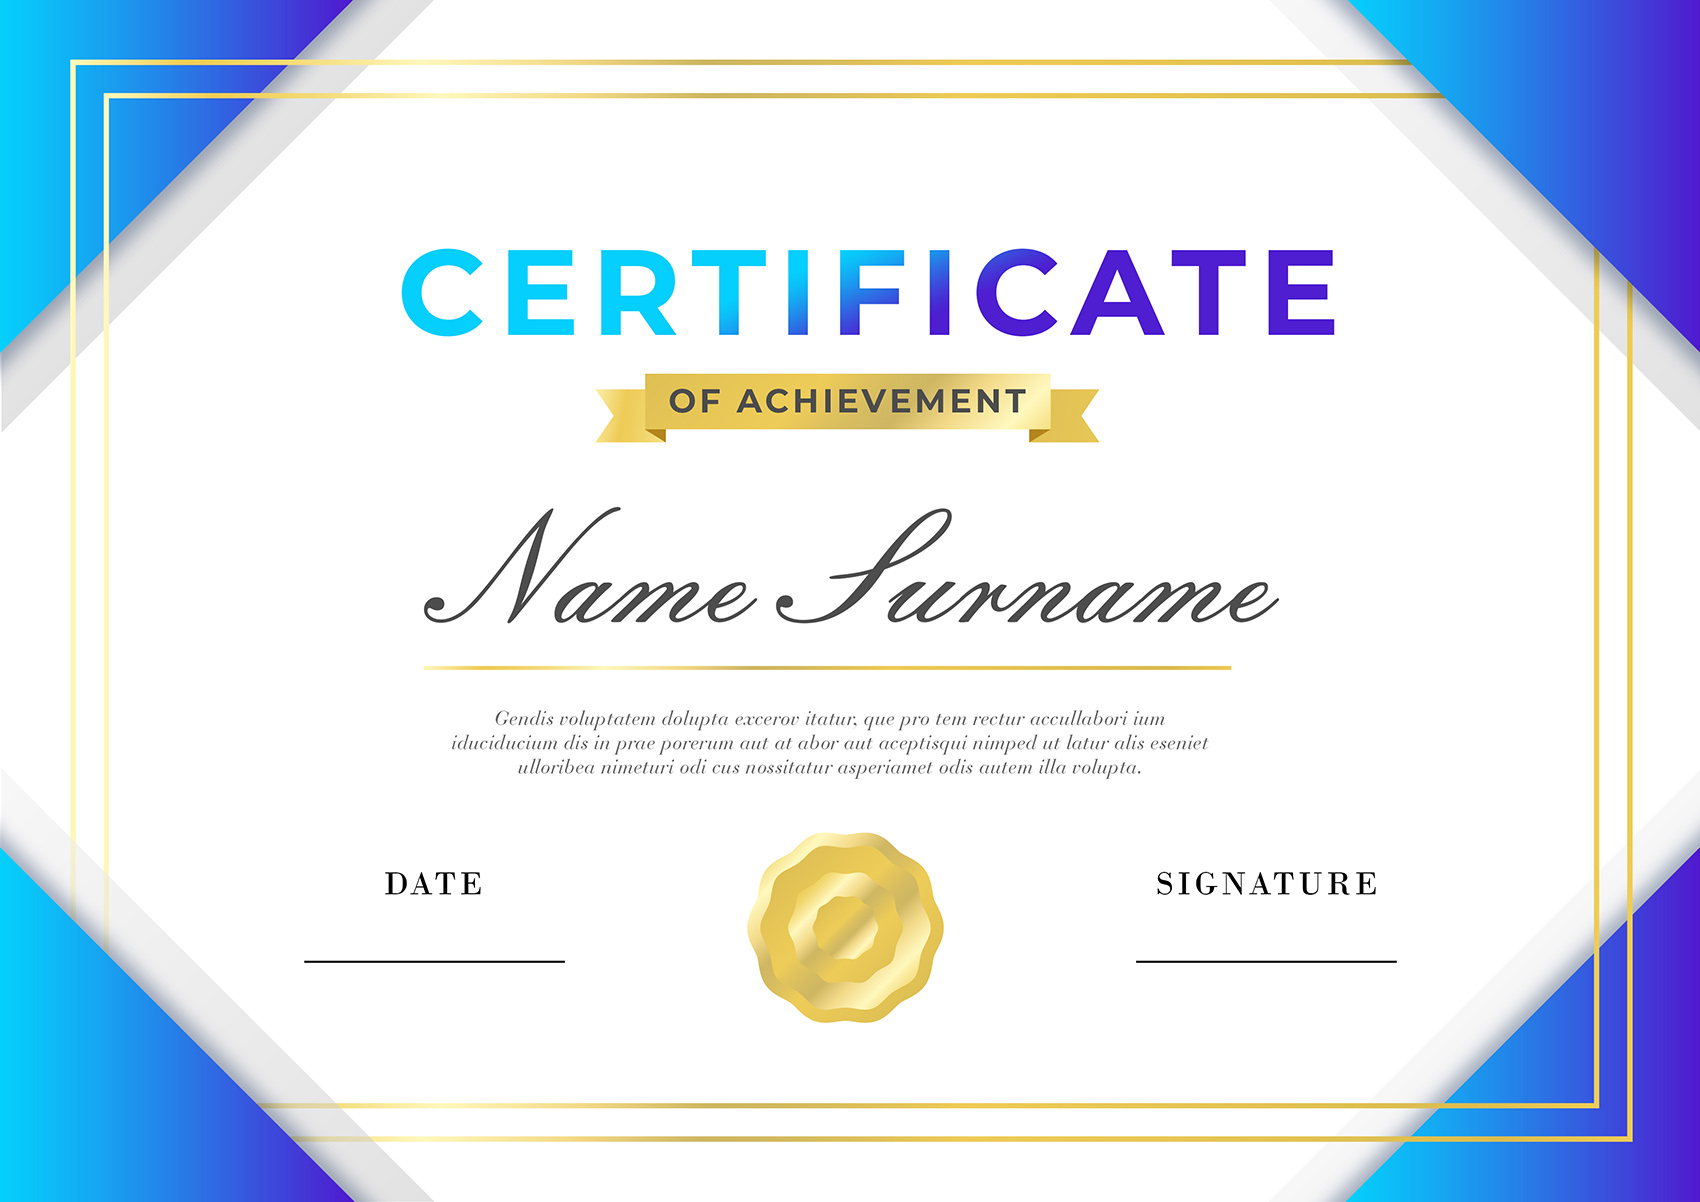 CERTIFICATE
OF ACHIEVEMENT
Name Surname
Gendis voluptatem dolupta excerov itatur, que pro tem rectur accullabori ium
iduciducium dis in prae porerum aut at abor aut aceptisqui nimped ut latur alis eseniet
ulloribea nimeturi odi cus nossitatur asperiamet odis autem illa volupta.
DATE
SIGNATURE